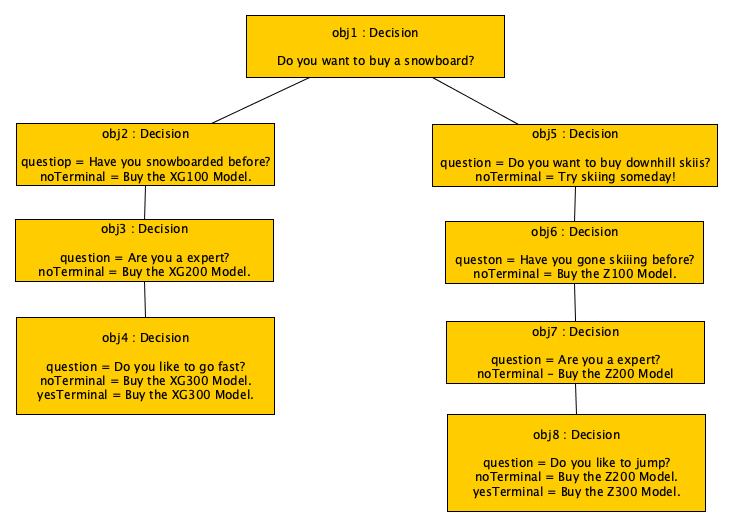 obj1 : Decision
Do you want to buy a snowboard?
obj2 : Decision
questiop = Have you snowboarded before?
noTerminal = Buy the XG100 Model.
obj3 : Decision
question = Are you a expert?
noTerminal = Buy the XG200 Model.
obj4 : Decision
question = Do you like to go fast?
noTerminal = Buy the XG300 Model.
yesTerminal = Buy the XG300 Model.
obj5 : Decision
question = Do you want to buy downhill skiis?
noTerminal = Try skiing someday!
obj6 : Decision
queston = Have you gone skiiing before?
noTerminal = Buy the Z100 Model.
obj7 : Decision
question = Are you a expert?
noTerminal - Buy the Z200 Model
obj8 : Decision
question = Do you like to jump?
noTerminal = Buy the Z200 Model.
yesTerminal = Buy the Z300 Model.